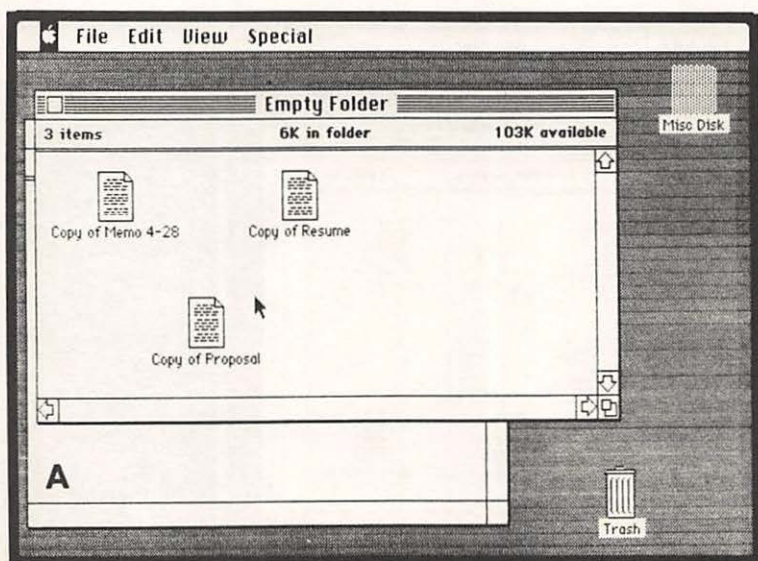 File Edit View Special
Empty Folder
3 items 6K in folder 103K available
Misc Disk
Copy of Memo 4-28 Copy of Resume
Copy of Proposal
A
Trash